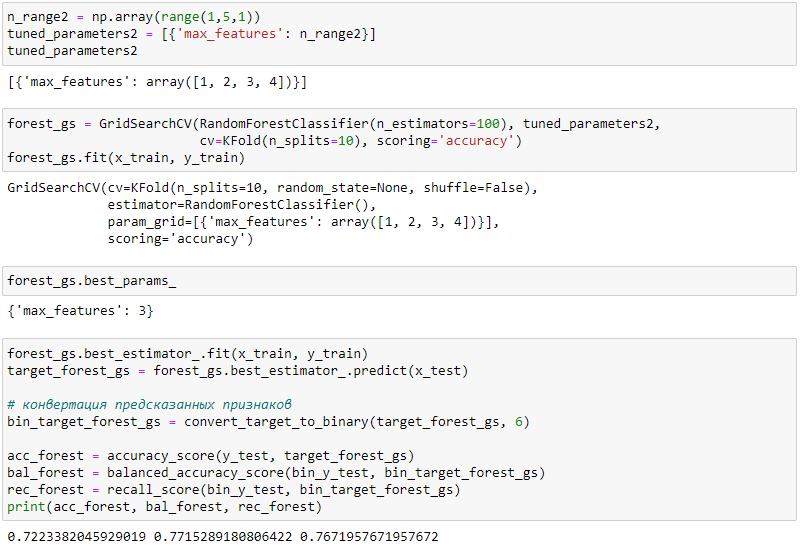 n_range2 = np.array(range(1,5,1))
tuned_parameters2 = [{'max_features': n_range2}]
tuned_parameters2
[{'max_features': array([1, 2, 3, 4])}]
forest_gs = GridSearchCV(RandomForestClassifier(n_estimators=100), tuned_parameters2,
                         cv=KFold(n_splits=10), scoring='accuracy')
forest_gs.fit(x_train, y_train)
GridSearchCV(cv=KFold(n_splits=10, random_state=None, shuffle=False),
             estimator=RandomForestClassifier(),
             param_grid=[{'max_features': array([1, 2, 3, 4])}],
             scoring='accuracy')
forest_gs.best_params_
{'max_features': 3}
forest_gs.best_estimator_.fit(x_train, y_train)
target_forest_gs = forest_gs.best_estimator_.predict(x_test)
# конвертация предсказанных признаков
bin_target_forest_gs = convert_target_to_binary(target_forest_gs, 6)
acc_forest = accuracy_score(y_test, target_forest_gs)
bal_forest = balanced_accuracy_score(bin_y_test, bin_target_forest_gs)
rec_forest = recall_score(bin_y_test, bin_target_forest_gs)
print(acc_forest, bal_forest, rec_forest)
0.7223382045929019 0.7715289180806422 0.7671957671957672